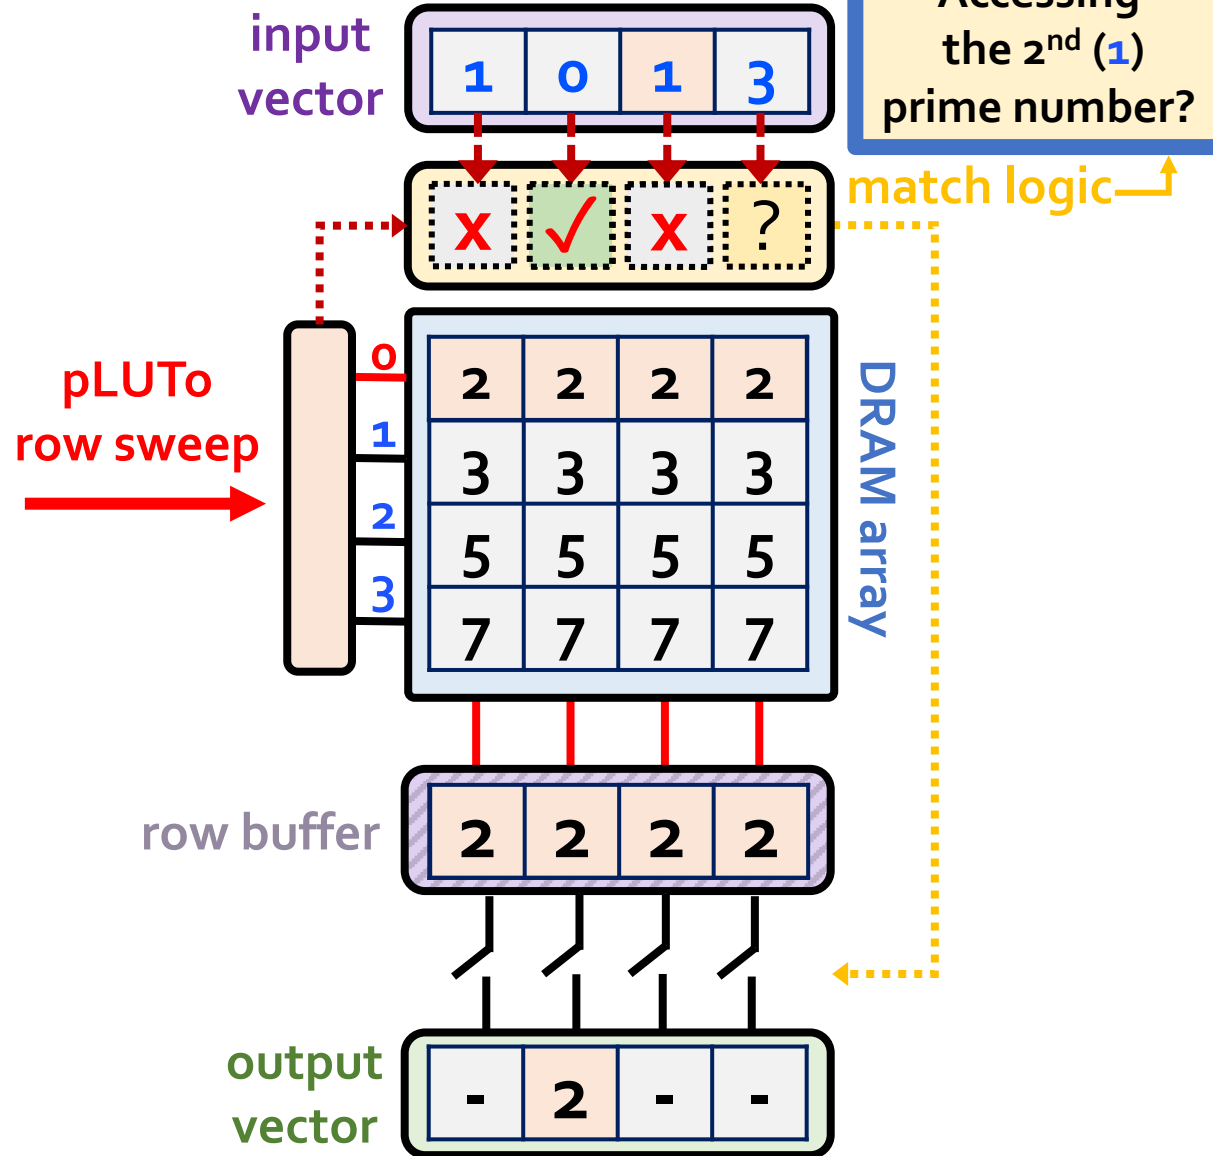 input
vector
1 0 1 3
Accessing
the 2nd (1)
prime number?
match logic
x ✓ x ?
pLUTo
row sweep
0
1
2
3
2 2 2 2
3 3 3 3
5 5 5 5
7 7 7 7
DRAM array
row buffer
2 2 2 2
output
vector
- 2 - -